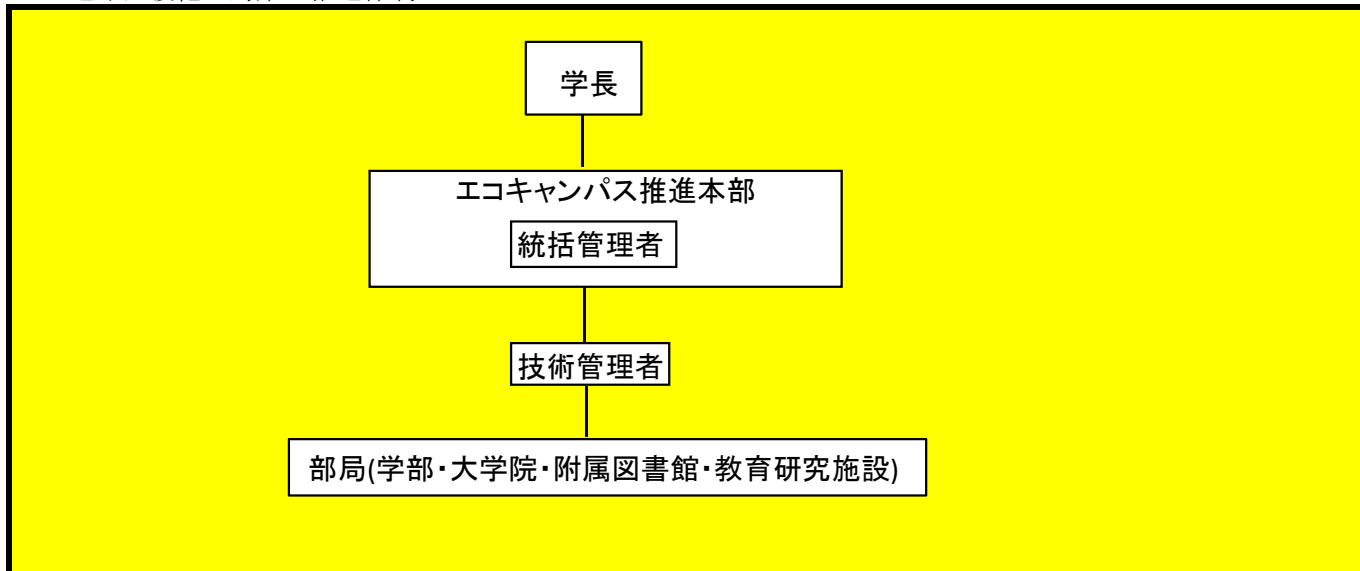 学長
エコキャンパス推進本部
統括管理者
技術管理者
部局(学部・大学院・附属図書館・教育研究施設)